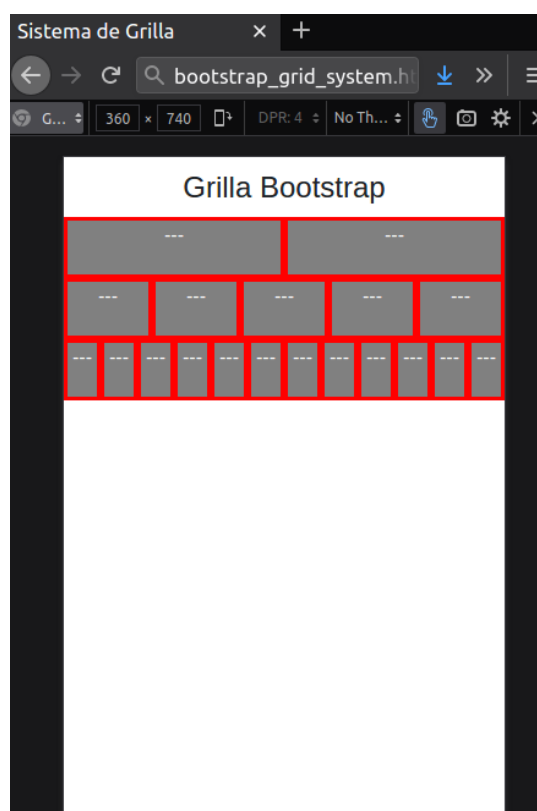 Sistema de Grilla × +
bootstrap_grid_system.ht
G... 360 × 740 DPR: 4 No Th...
Grilla Bootstrap
--- ---
--- --- --- --- ---
--- --- --- --- --- --- --- --- --- --- --- ---